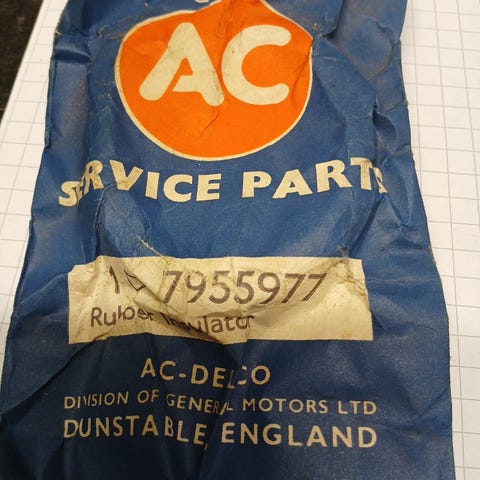 AC
SERVICE PARTS
7955977
Rubber Insulator
AC-DELCO
DIVISION OF GENERAL MOTORS LTD
DUNSTABLE, ENGLAND